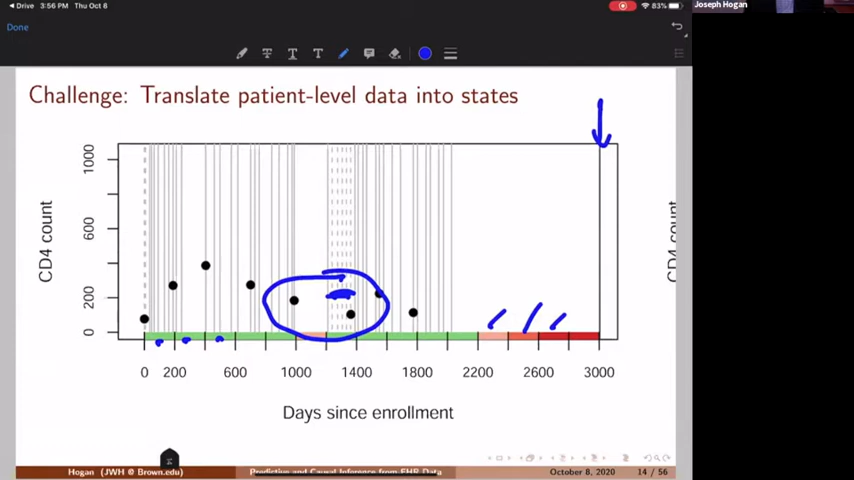 Drive 3:56 PM Thu Oct 8 83%
Joseph Hogan
Done
Challenge: Translate patient-level data into states
CD4 count
0 200 600 1000
CD4 count
0 200 600 1000 1400 1800 2200 2600 3000
Days since enrollment
14
Hogan (JWH @ Brown.edu) Predictive and Causal Inference from EHR Data October 8, 2020 14 / 56